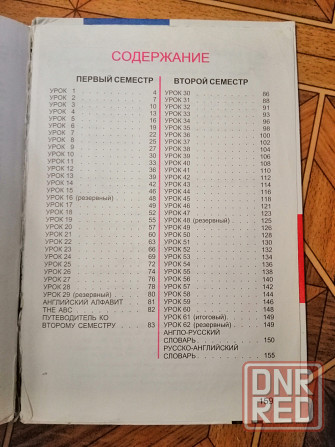 СОДЕРЖАНИЕ
ПЕРВЫЙ СЕМЕСТР
УРОК 1 4
УРОК 2 7
УРОК 3 10
УРОК 4 13
УРОК 5 16
УРОК 6 19
УРОК 7 22
УРОК 8 25
УРОК 9 27
УРОК 10 30
УРОК 11 33
УРОК 12 36
УРОК 13 39
УРОК 14 42
УРОК 15 46
УРОК 16 (резервный) 48
УРОК 17 49
УРОК 18 52
УРОК 19 55
УРОК 20 57
УРОК 21 60
УРОК 22 63
УРОК 23 66
УРОК 24
УРОК 25 72
УРОК 26 74
УРОК 27 76
УРОК 28 78
УРОК 29 (резервный) 80
АНГЛИЙСКИЙ АЛФАВИТ 81
THE ABC 82
ПУТЕВОДИТЕЛЬ КО
ВТОРОМУ СЕМЕСТРУ 83
ВТОРОЙ СЕМЕСТР
УРОК 30 86
УРОК 31 88
УРОК 32 91
УРОК 33 93
УРОК 34 96
УРОК 35 98
УРОК 36 100
УРОК 37 102
УРОК 38 104
УРОК 39 106
УРОК 40 108
УРОК 41 110
УРОК 42 112
УРОК 43 114
УРОК 44 116
УРОК 45 118
УРОК 46 121
УРОК 47 123
УРОК 48 (резервный) 125
УРОК 49 126
УРОК 50 128
УРОК 51 130
УРОК 52 132
УРОК 53 134
УРОК 54 136
УРОК 55 138
УРОК 56 140
УРОК 57 142
УРОК 58 144
УРОК 59 146
УРОК 60 148
УРОК 61 (итоговый) 149
УРОК 62 (резервный) 149
АНГЛО-РУССКИЙ
СЛОВАРЬ 150
РУССКО-АНГЛИЙСКИЙ
СЛОВАРЬ 155
159
DNR
RED